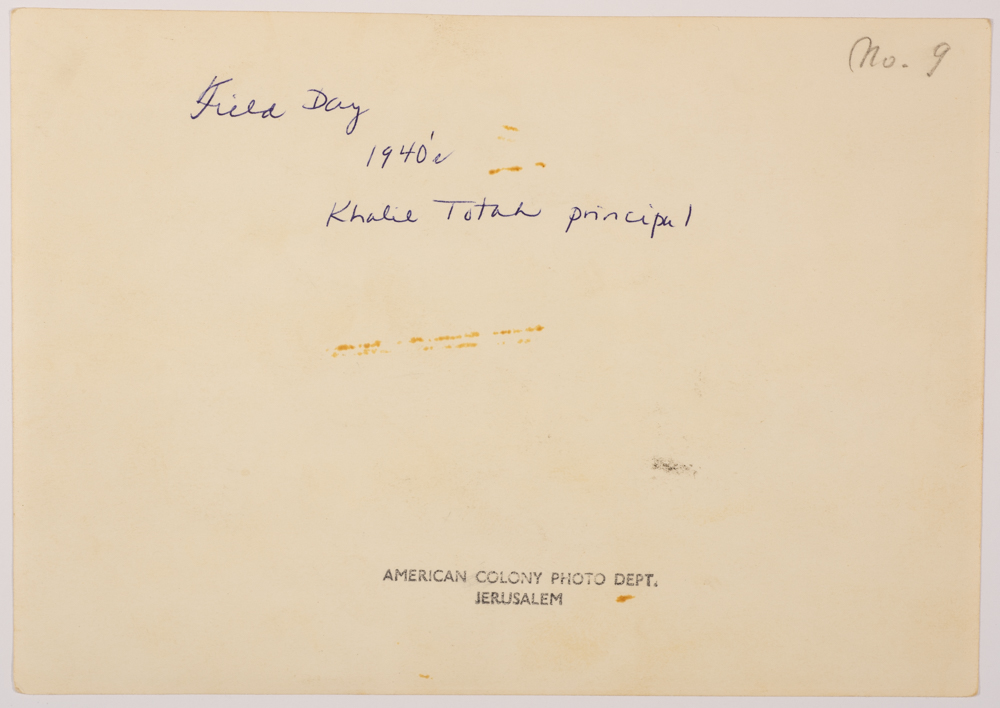 No. 9
Field Day
1940's
Khalil Totah principal
AMERICAN COLONY PHOTO DEPT.
JERUSALEM